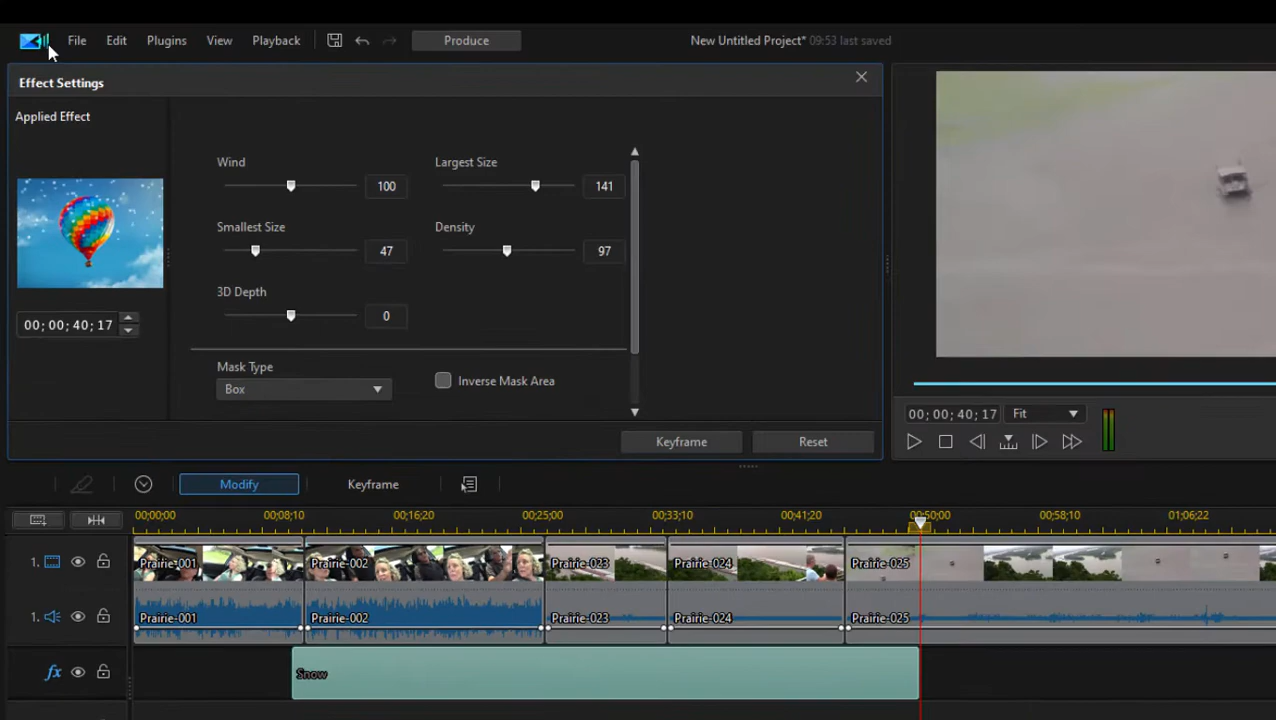 File Edit Plugins View Playback Produce New Untitled Project* 09:53 last saved
Effect Settings
Applied Effect
Wind Largest Size
100 141
Smallest Size Density
47 97
3D Depth
0
00; 00; 40; 17
Mask Type
Box Inverse Mask Area
Keyframe Reset
00; 00; 40; 17 Fit
Modify Keyframe
00;00;00 00;08;10 00;16;20 00;25;00 00;33;10 00;41;20 00;50;00 00;58;10 01;06;22
1. Prairie-001 Prairie-002 Prairie-023 Prairie-024 Prairie-025
1. Prairie-001 Prairie-002 Prairie-023 Prairie-024 Prairie-025
fx Snow